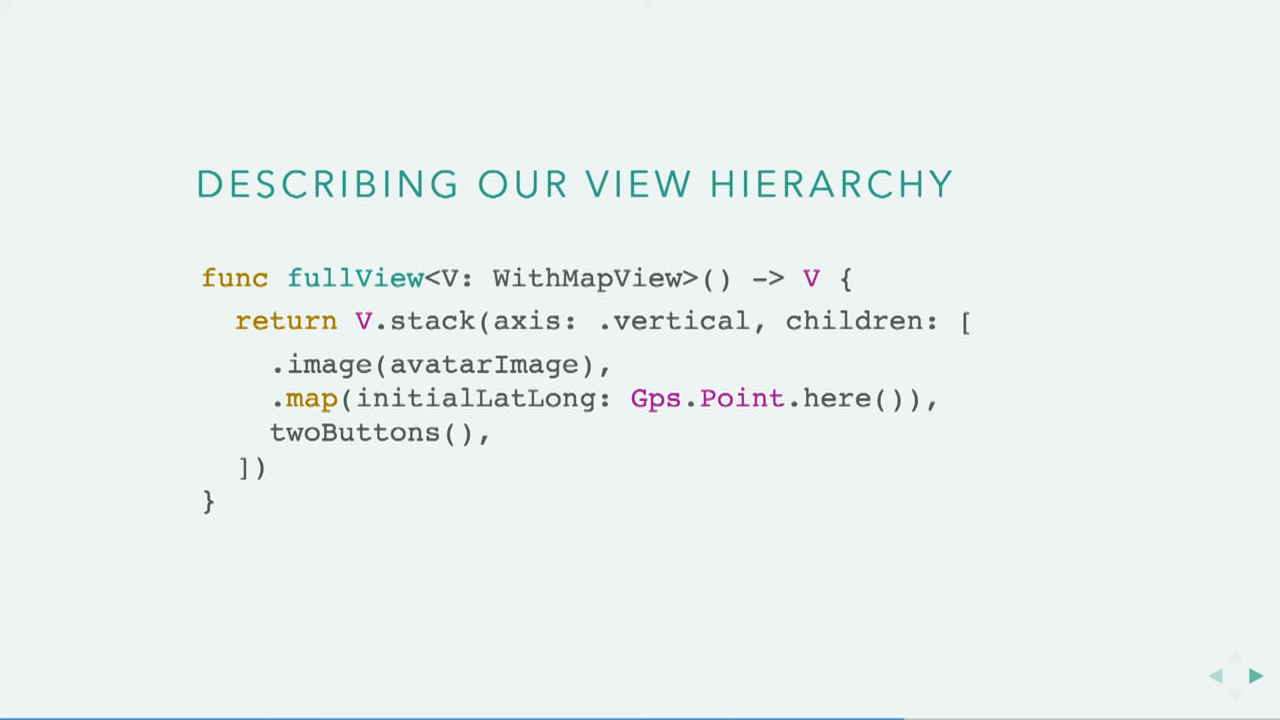 DESCRIBING OUR VIEW HIERARCHY
func fullView<V: WithMapView>() -> V {
  return V.stack(axis: .vertical, children: [
    .image(avatarImage),
    .map(initialLatLong: Gps.Point.here()),
    twoButtons(),
  ])
}